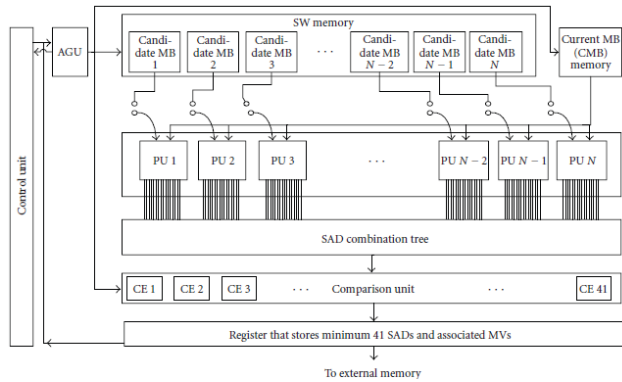 SW memory
AGU
Candi-
date MB
1
Candi-
date MB
2
Candi-
date MB
3
· · ·
Candi-
date MB
N − 2
Candi-
date MB
N−1
Candi-
date MB
N
Current MB
(CMB)
memory
Control unit
PU 1
PU 2
PU 3
· · ·
PU N − 2
PU N − 1
PU N
SAD combination tree
CE 1
CE 2
CE 3
· · ·
Comparison unit
· · ·
CE 41
Register that stores minimum 41 SADs and associated MVs
To external memory